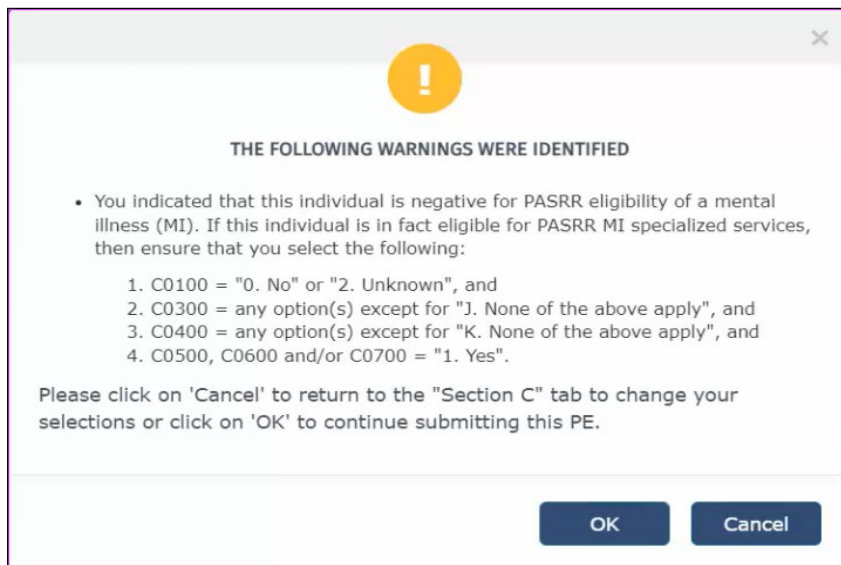 THE FOLLOWING WARNINGS WERE IDENTIFIED
• You indicated that this individual is negative for PASRR eligibility of a mental
illness (MI). If this individual is in fact eligible for PASRR MI specialized services,
then ensure that you select the following:
1. C0100 = "0. No" or "2. Unknown", and
2. C0300 = any option(s) except for "J. None of the above apply", and
3. C0400 = any option(s) except for "K. None of the above apply", and
4. C0500, C0600 and/or C0700 = "1. Yes".
Please click on 'Cancel' to return to the "Section C" tab to change your
selections or click on 'OK' to continue submitting this PE.
OK Cancel